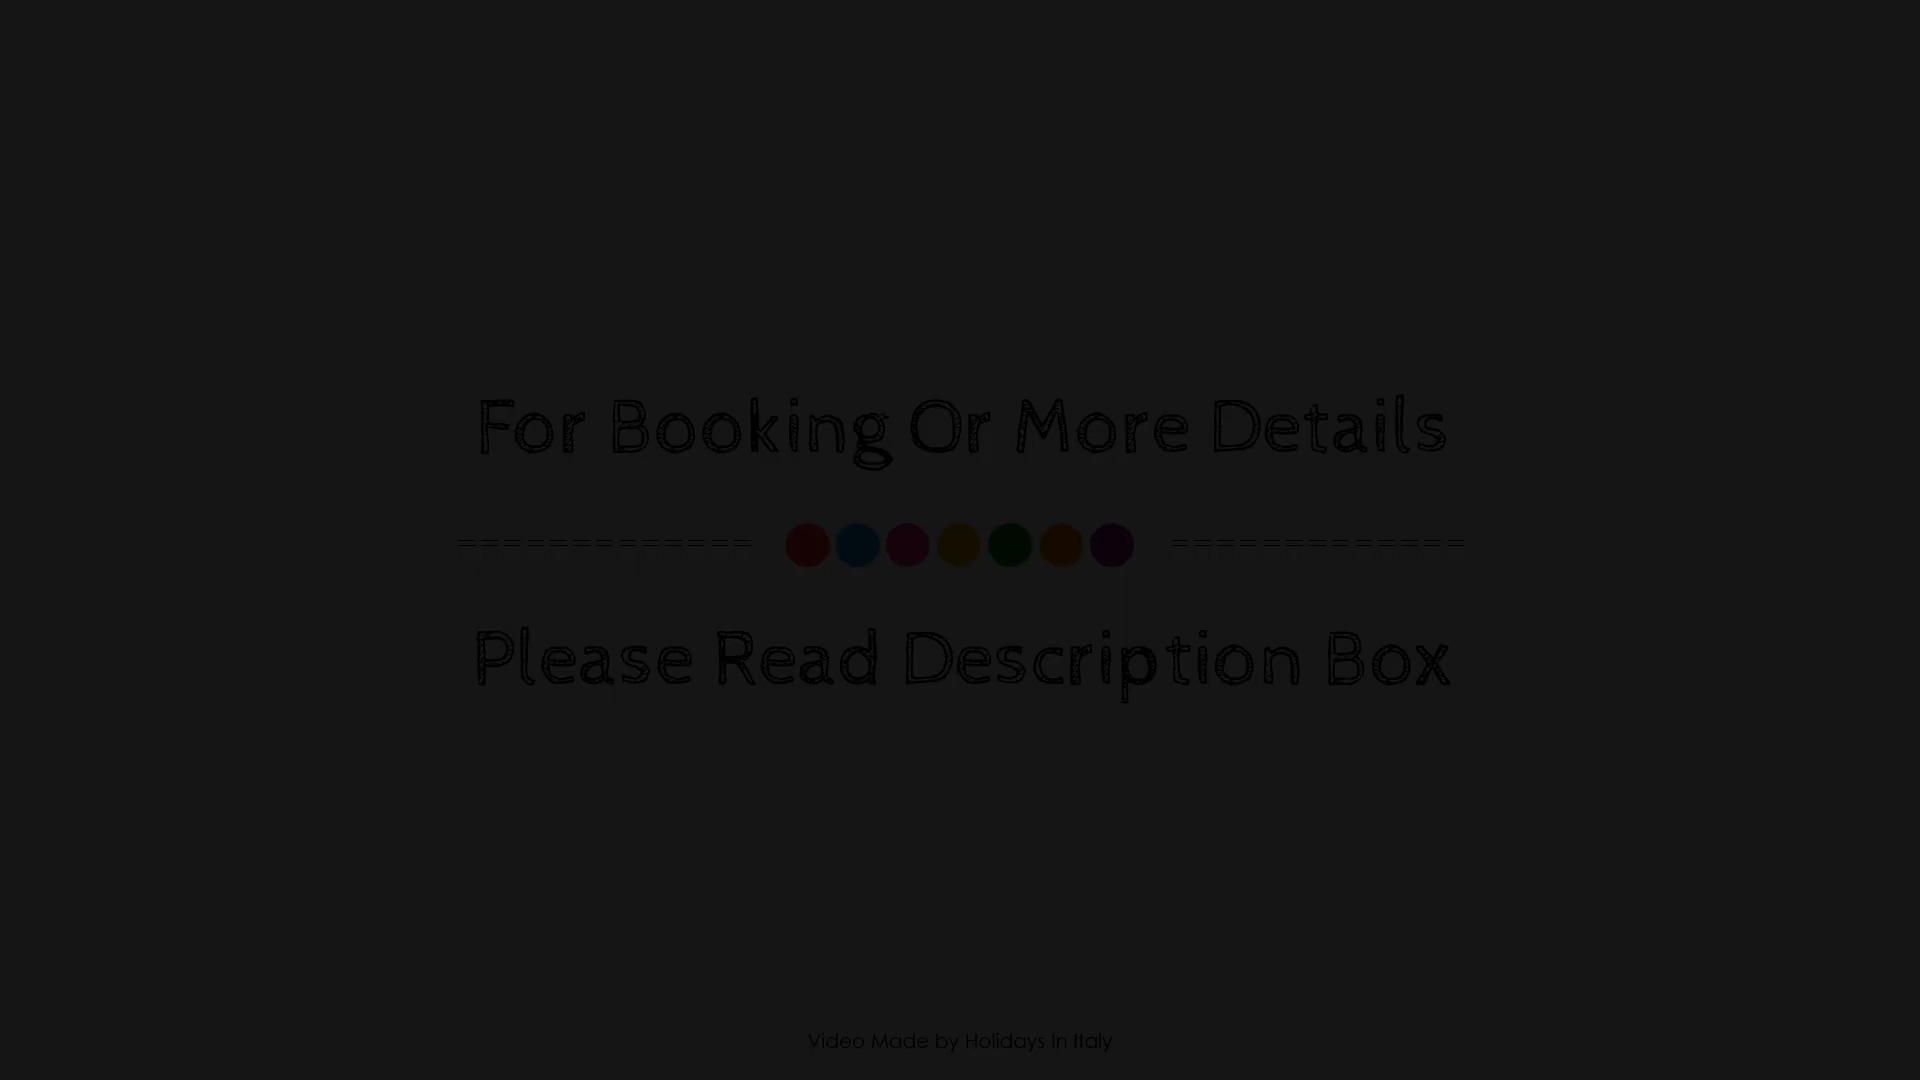 For Booking Or More Details
============= =============
Please Read Description Box
Video Made by Holidays In Italy